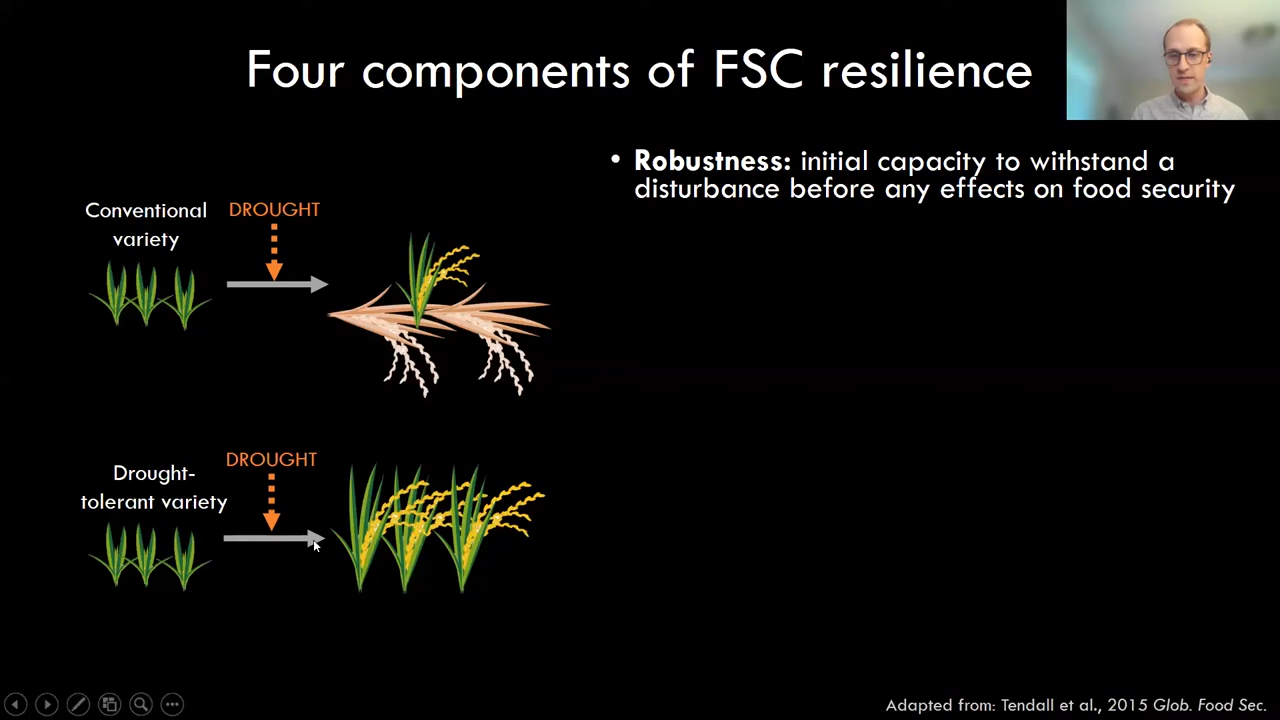 Four components of FSC resilience
• Robustness: initial capacity to withstand a
disturbance before any effects on food security
Conventional
variety
DROUGHT
Drought-
tolerant variety
DROUGHT
Adapted from: Tendall et al., 2015 Glob. Food Sec.